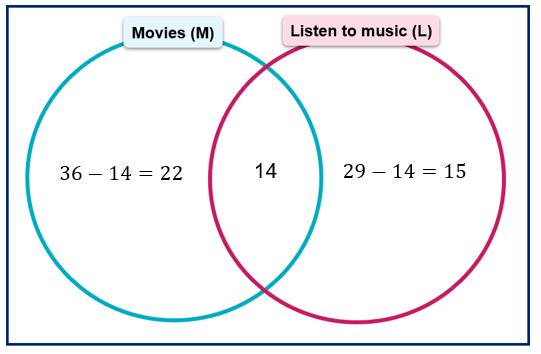 Movies (M)
Listen to music (L)
36 − 14 = 22
14
29 − 14 = 15